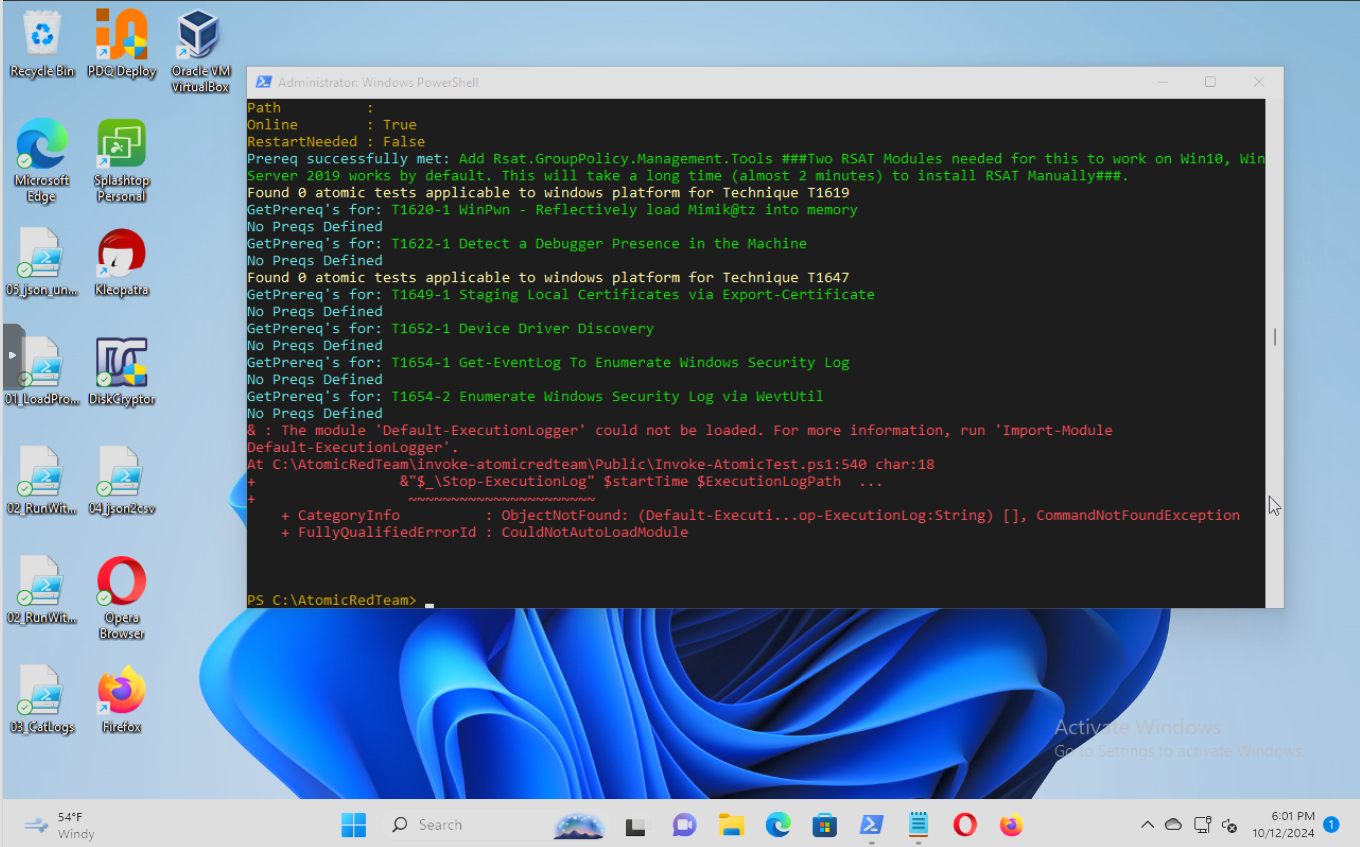 Recycle Bin
PDQ Deploy
Oracle VM
VirtualBox
Microsoft
Edge
Splashtop
Personal
05_json_un...
Kleopatra
01_LoadPro...
DiskCryptor
02_RunWit...
04_json2csv
02_RunWit...
Opera
Browser
03_CatLogs
Firefox
Administrator: Windows PowerShell
Path          :
Online        : True
RestartNeeded : False
Prereq successfully met: Add Rsat.GroupPolicy.Management.Tools ###Two RSAT Modules needed for this to work on Win10, Win
Server 2019 works by default. This will take a long time (almost 2 minutes) to install RSAT Manually###.
Found 0 atomic tests applicable to windows platform for Technique T1619
GetPrereq's for: T1620-1 WinPwn - Reflectively load Mimik@tz into memory
No Preqs Defined
GetPrereq's for: T1622-1 Detect a Debugger Presence in the Machine
No Preqs Defined
Found 0 atomic tests applicable to windows platform for Technique T1647
GetPrereq's for: T1649-1 Staging Local Certificates via Export-Certificate
No Preqs Defined
GetPrereq's for: T1652-1 Device Driver Discovery
No Preqs Defined
GetPrereq's for: T1654-1 Get-EventLog To Enumerate Windows Security Log
No Preqs Defined
GetPrereq's for: T1654-2 Enumerate Windows Security Log via WevtUtil
No Preqs Defined
& : The module 'Default-ExecutionLogger' could not be loaded. For more information, run 'Import-Module
Default-ExecutionLogger'.
At C:\AtomicRedTeam\invoke-atomicredteam\Public\Invoke-AtomicTest.ps1:540 char:18
+                 &"$_\Stop-ExecutionLog" $startTime $ExecutionLogPath  ...
+                  ~~~~~~~~~~~~~~~~~~~~~~
    + CategoryInfo          : ObjectNotFound: (Default-Executi...op-ExecutionLog:String) [], CommandNotFoundException
    + FullyQualifiedErrorId : CouldNotAutoLoadModule
PS C:\AtomicRedTeam>
Activate Windows
Go to Settings to activate Windows.
54°F
Windy
Search
6:01 PM
10/12/2024
1